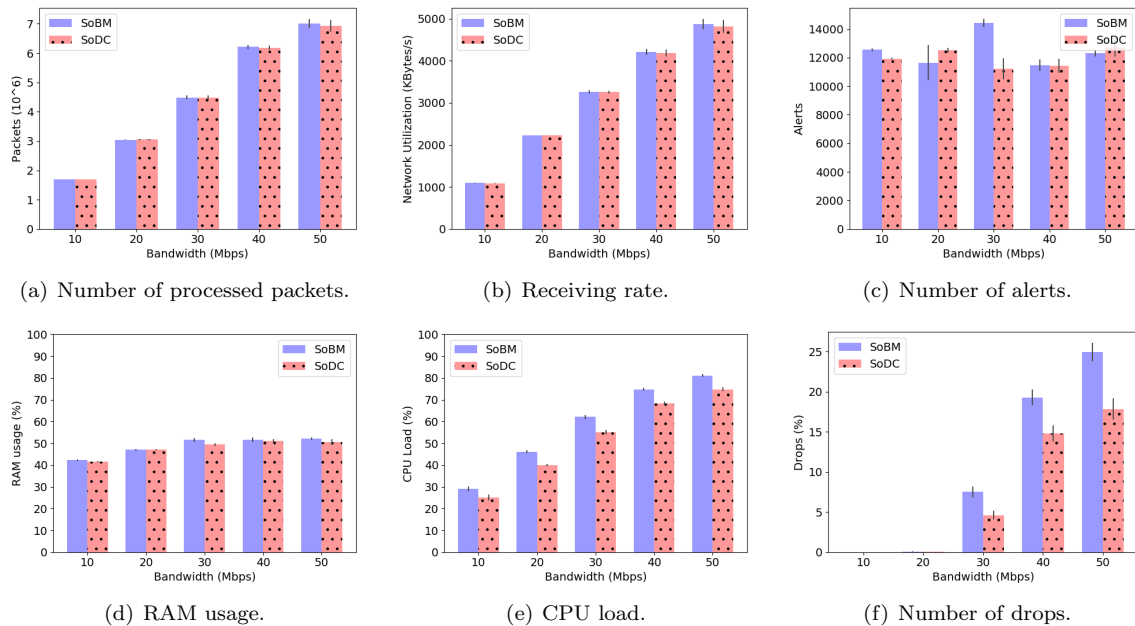 7
6
5
4
3
2
1
0
Packets (10^6)
SoBM
SoDC
10 20 30 40 50
Bandwidth (Mbps)
(a) Number of processed packets.
5000
4000
3000
2000
1000
0
Network Utilization (KBytes/s)
SoBM
SoDC
10 20 30 40 50
Bandwidth (Mbps)
(b) Receiving rate.
14000
12000
10000
8000
6000
4000
2000
0
Alerts
SoBM
SoDC
10 20 30 40 50
Bandwidth (Mbps)
(c) Number of alerts.
100
90
80
70
60
50
40
30
20
10
0
RAM usage (%)
SoBM
SoDC
10 20 30 40 50
Bandwidth (Mbps)
(d) RAM usage.
100
90
80
70
60
50
40
30
20
10
0
CPU Load (%)
SoBM
SoDC
10 20 30 40 50
Bandwidth (Mbps)
(e) CPU load.
25
20
15
10
5
0
Drops (%)
SoBM
SoDC
10 20 30 40 50
Bandwidth (Mbps)
(f) Number of drops.